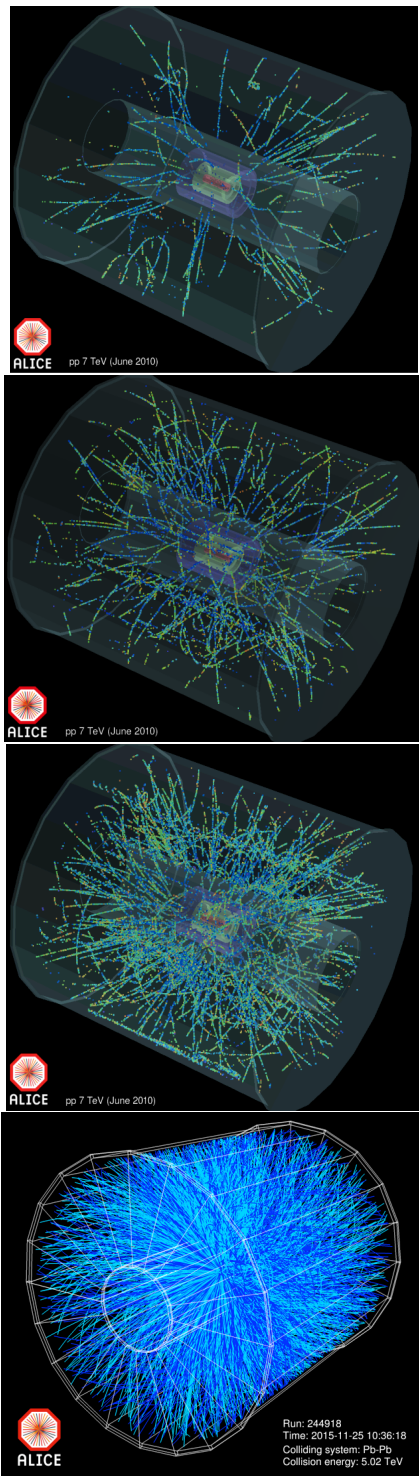 ALICE
pp 7 TeV (June 2010)
ALICE
pp 7 TeV (June 2010)
ALICE
pp 7 TeV (June 2010)
ALICE
Run: 244918
Time: 2015-11-25 10:36:18
Colliding system: Pb-Pb
Collision energy: 5.02 TeV